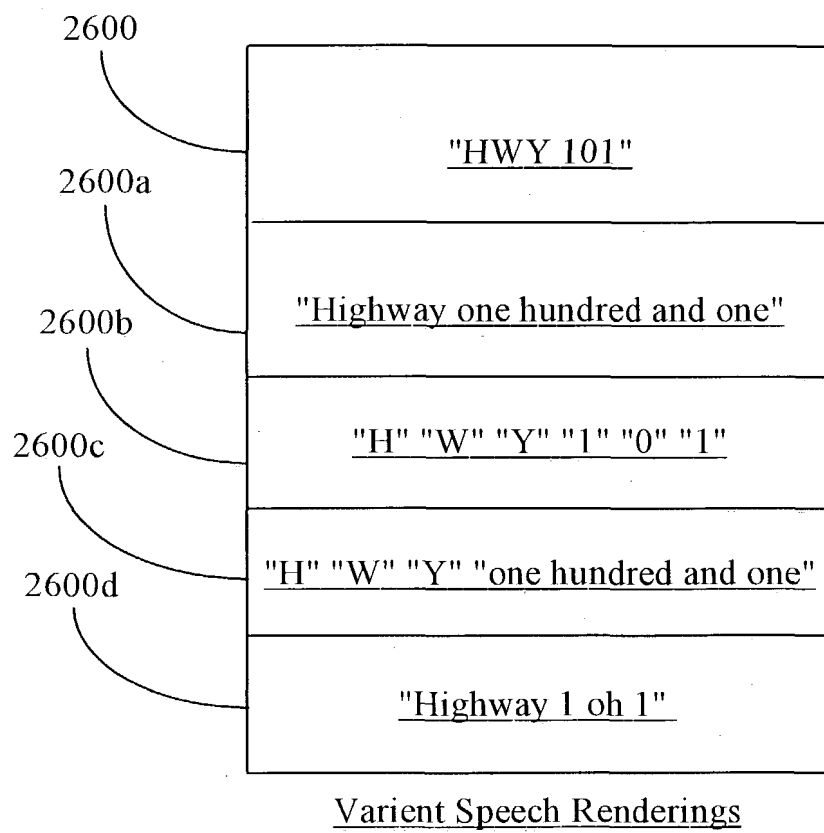 2600
"HWY 101"
2600a
"Highway one hundred and one"
2600b
"H" "W" "Y" "1" "0" "1"
2600c
"H" "W" "Y" "one hundred and one"
2600d
"Highway 1 oh 1"
Varient Speech Renderings